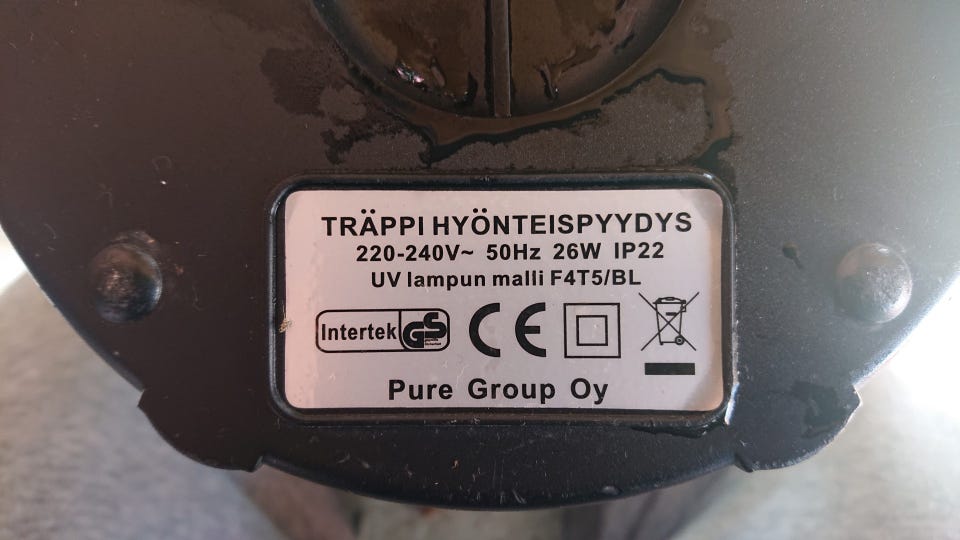 TRÄPPI HYÖNTEISPYYDYS
220-240V~ 50Hz 26W IP22
UV lampun malli F4T5/BL
Intertek GS
CE
Pure Group Oy